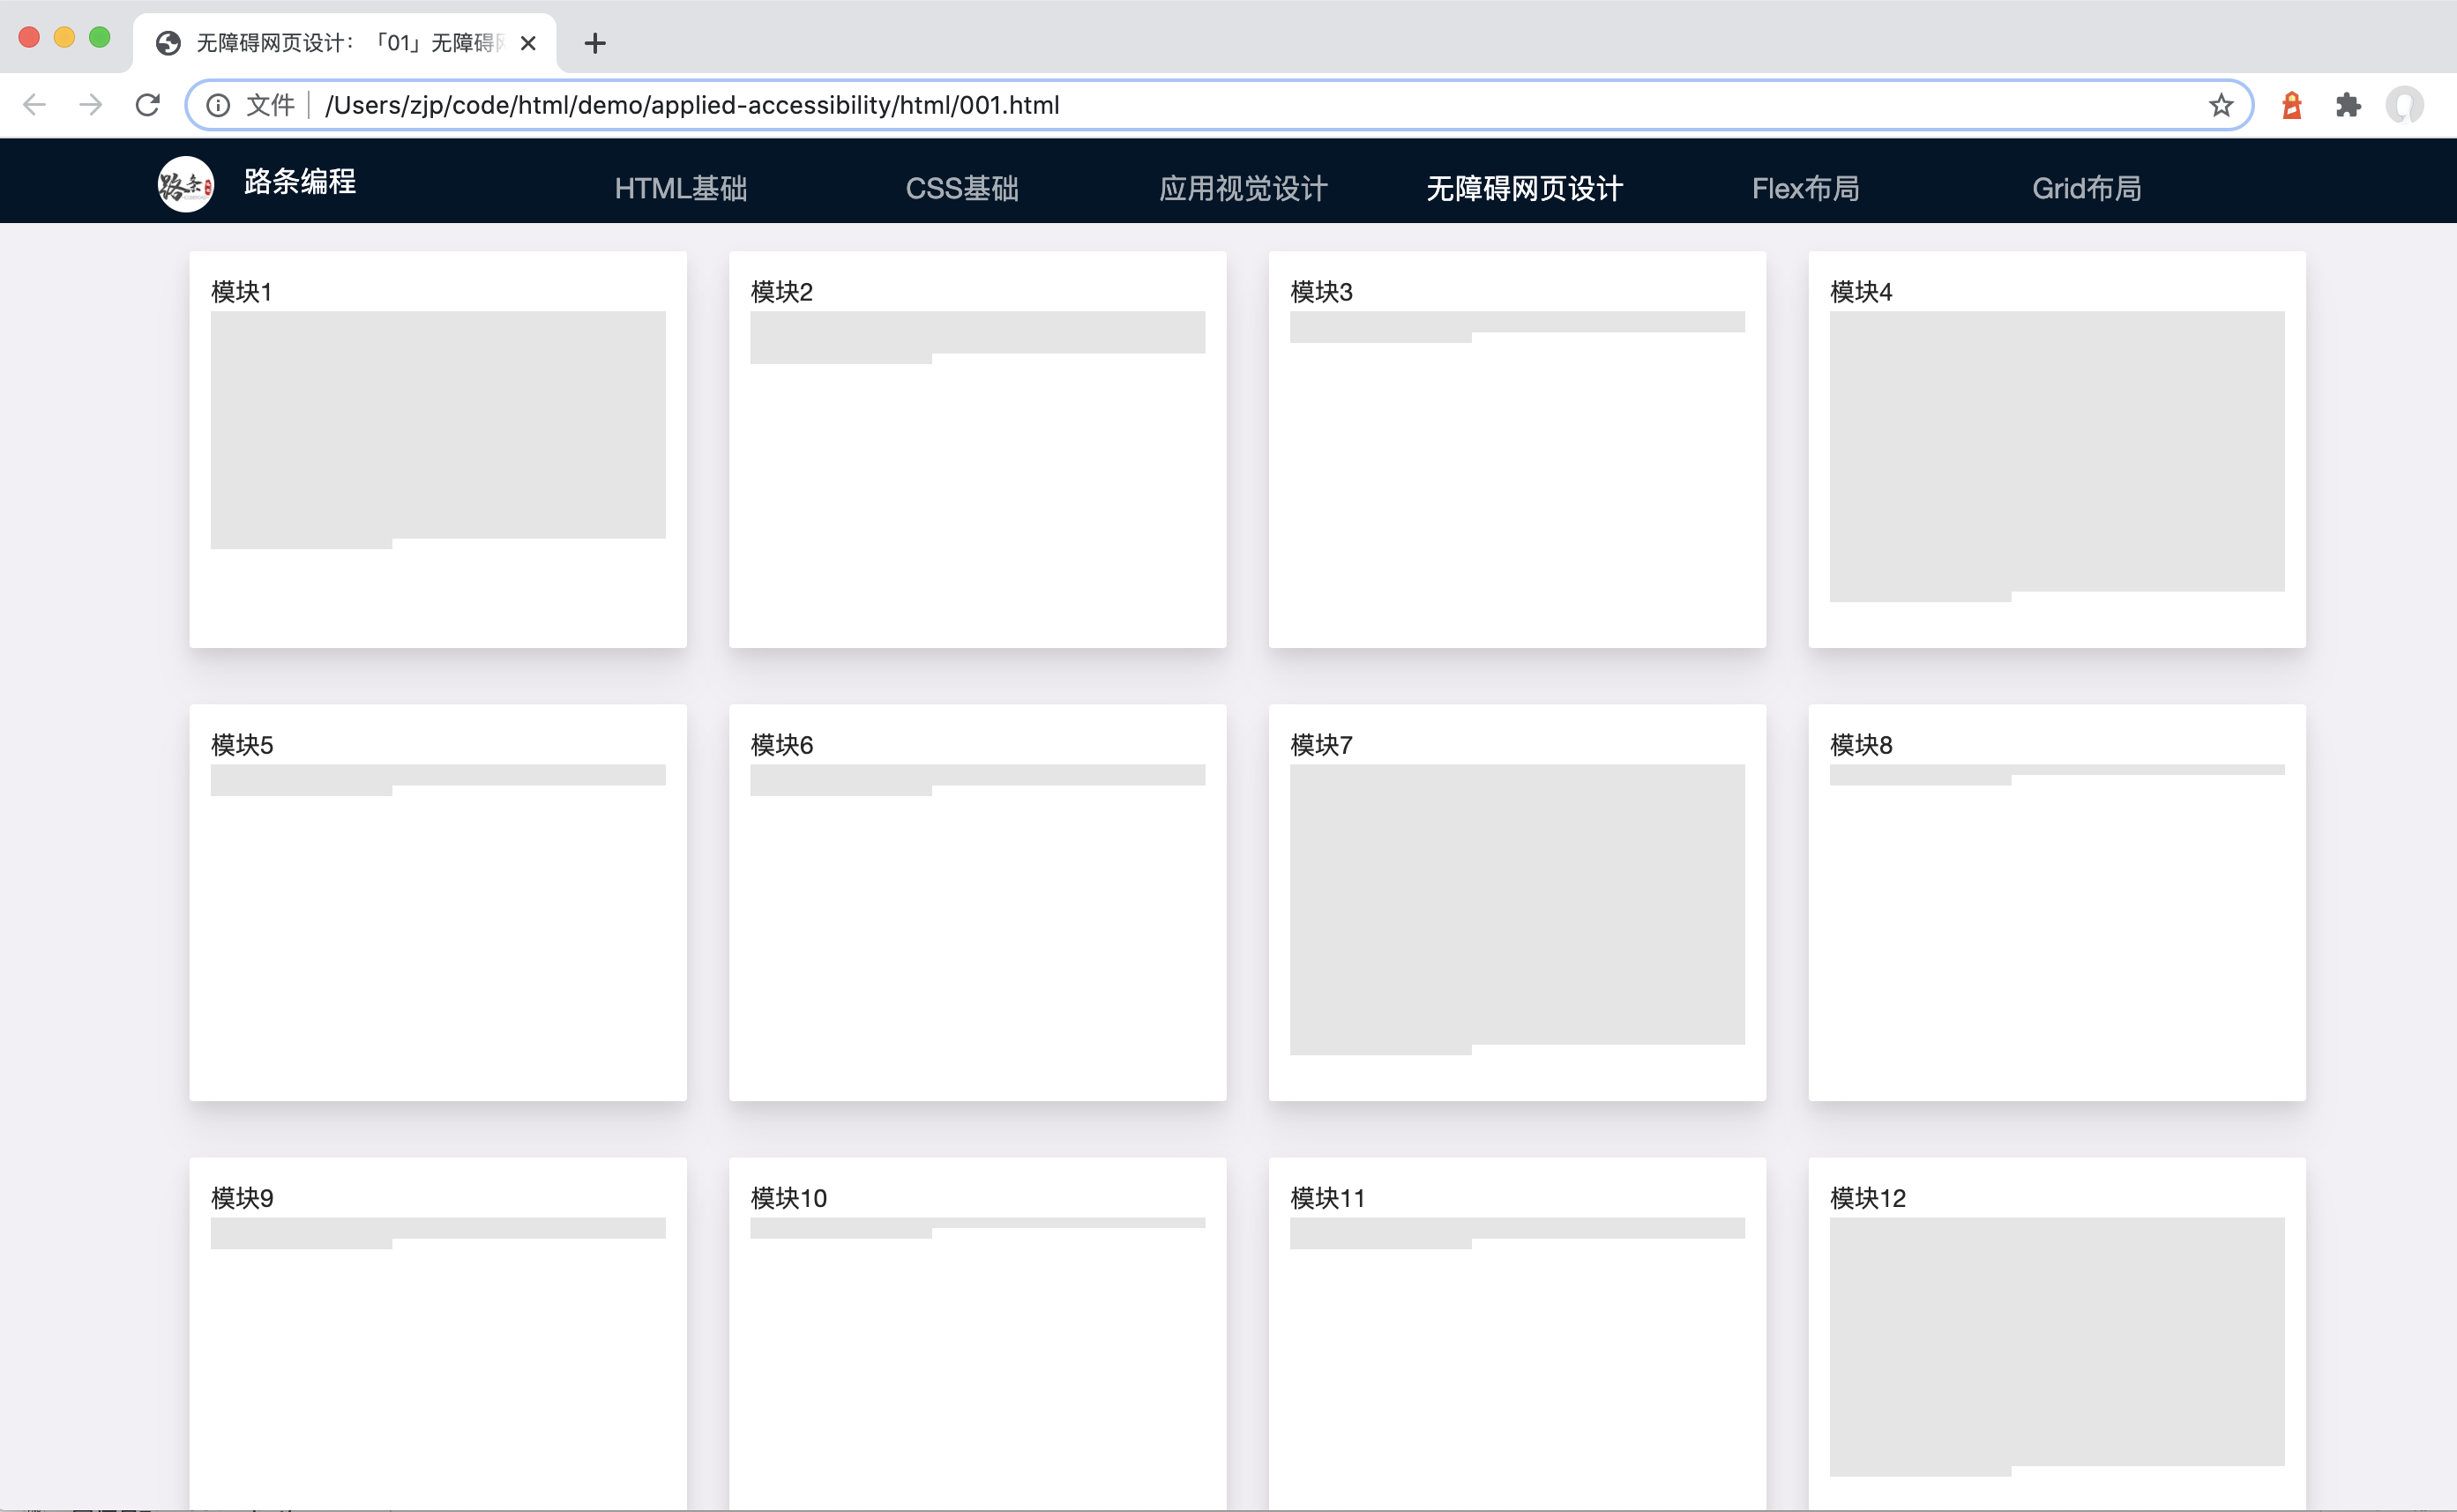 无障碍网页设计：「01」无障碍
文件 /Users/zjp/code/html/demo/applied-accessibility/html/001.html
路条 路条编程 HTML基础 CSS基础 应用视觉设计 无障碍网页设计 Flex布局 Grid布局
模块1 模块2 模块3 模块4
模块5 模块6 模块7 模块8
模块9 模块10 模块11 模块12